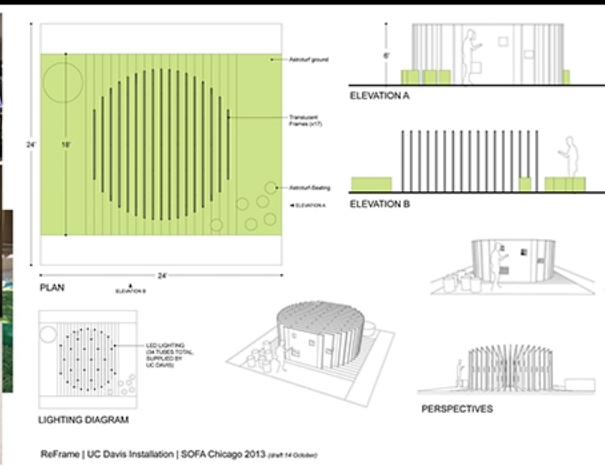 Astroturf ground
Translucent
Frames (x17)
24'
18'
Astroturf Seating
ELEVATION A
24'
PLAN
ELEVATION B
6'
ELEVATION A
ELEVATION B
LED LIGHTING
(34 TUBES TOTAL,
SUPPLIED BY
UC DAVIS)
LIGHTING DIAGRAM
PERSPECTIVES
ReFrame | UC Davis Installation | SOFA Chicago 2013 (draft 14 October)